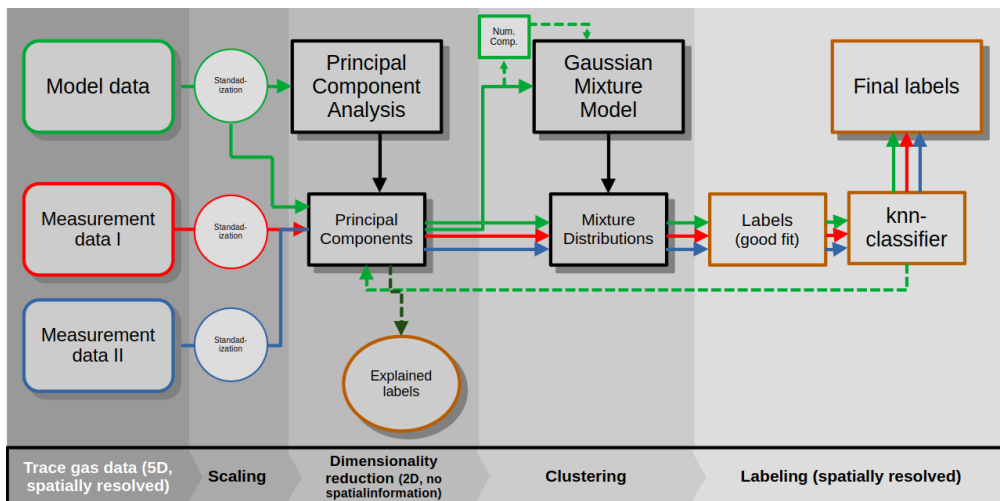 Model data
Standad-
ization
Principal
Component
Analysis
Num.
Comp.
Gaussian
Mixture
Model
Final labels
Measurement
data I
Standad-
ization
Principal
Components
Mixture
Distributions
Labels
(good fit)
knn-
classifier
Measurement
data II
Standad-
ization
Explained
labels
Trace gas data (5D,
spatially resolved)
Scaling
Dimensionality
reduction (2D, no
spatialinformation)
Clustering
Labeling (spatially resolved)